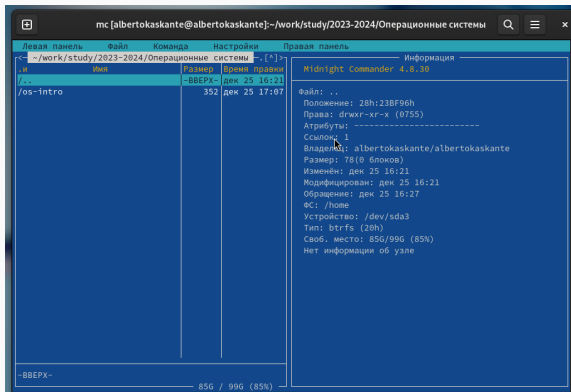 mc [albertokaskante@albertokaskante]:~/work/study/2023-2024/Операционные системы
Левая панель Файл Команда Настройки Правая панель
<─ ~/work/study/2023-2024/Операционные системы ─.[^]>
.и Имя Размер Время правки
/.. -ВВЕРХ- дек 25 16:21
/os-intro 352 дек 25 17:07
-ВВЕРХ-
85G / 99G (85%)
Информация
Midnight Commander 4.8.30
Файл: ..
Положение: 28h:23BF96h
Права: drwxr-xr-x (0755)
Атрибуты: -------------------------
Ссылок: 1
Владелец: albertokaskante/albertokaskante
Размер: 78(0 блоков)
Изменён: дек 25 16:21
Модифицирован: дек 25 16:21
Обращение: дек 25 16:27
ФС: /home
Устройство: /dev/sda3
Тип: btrfs (20h)
Своб. место: 85G/99G (85%)
Нет информации об узле